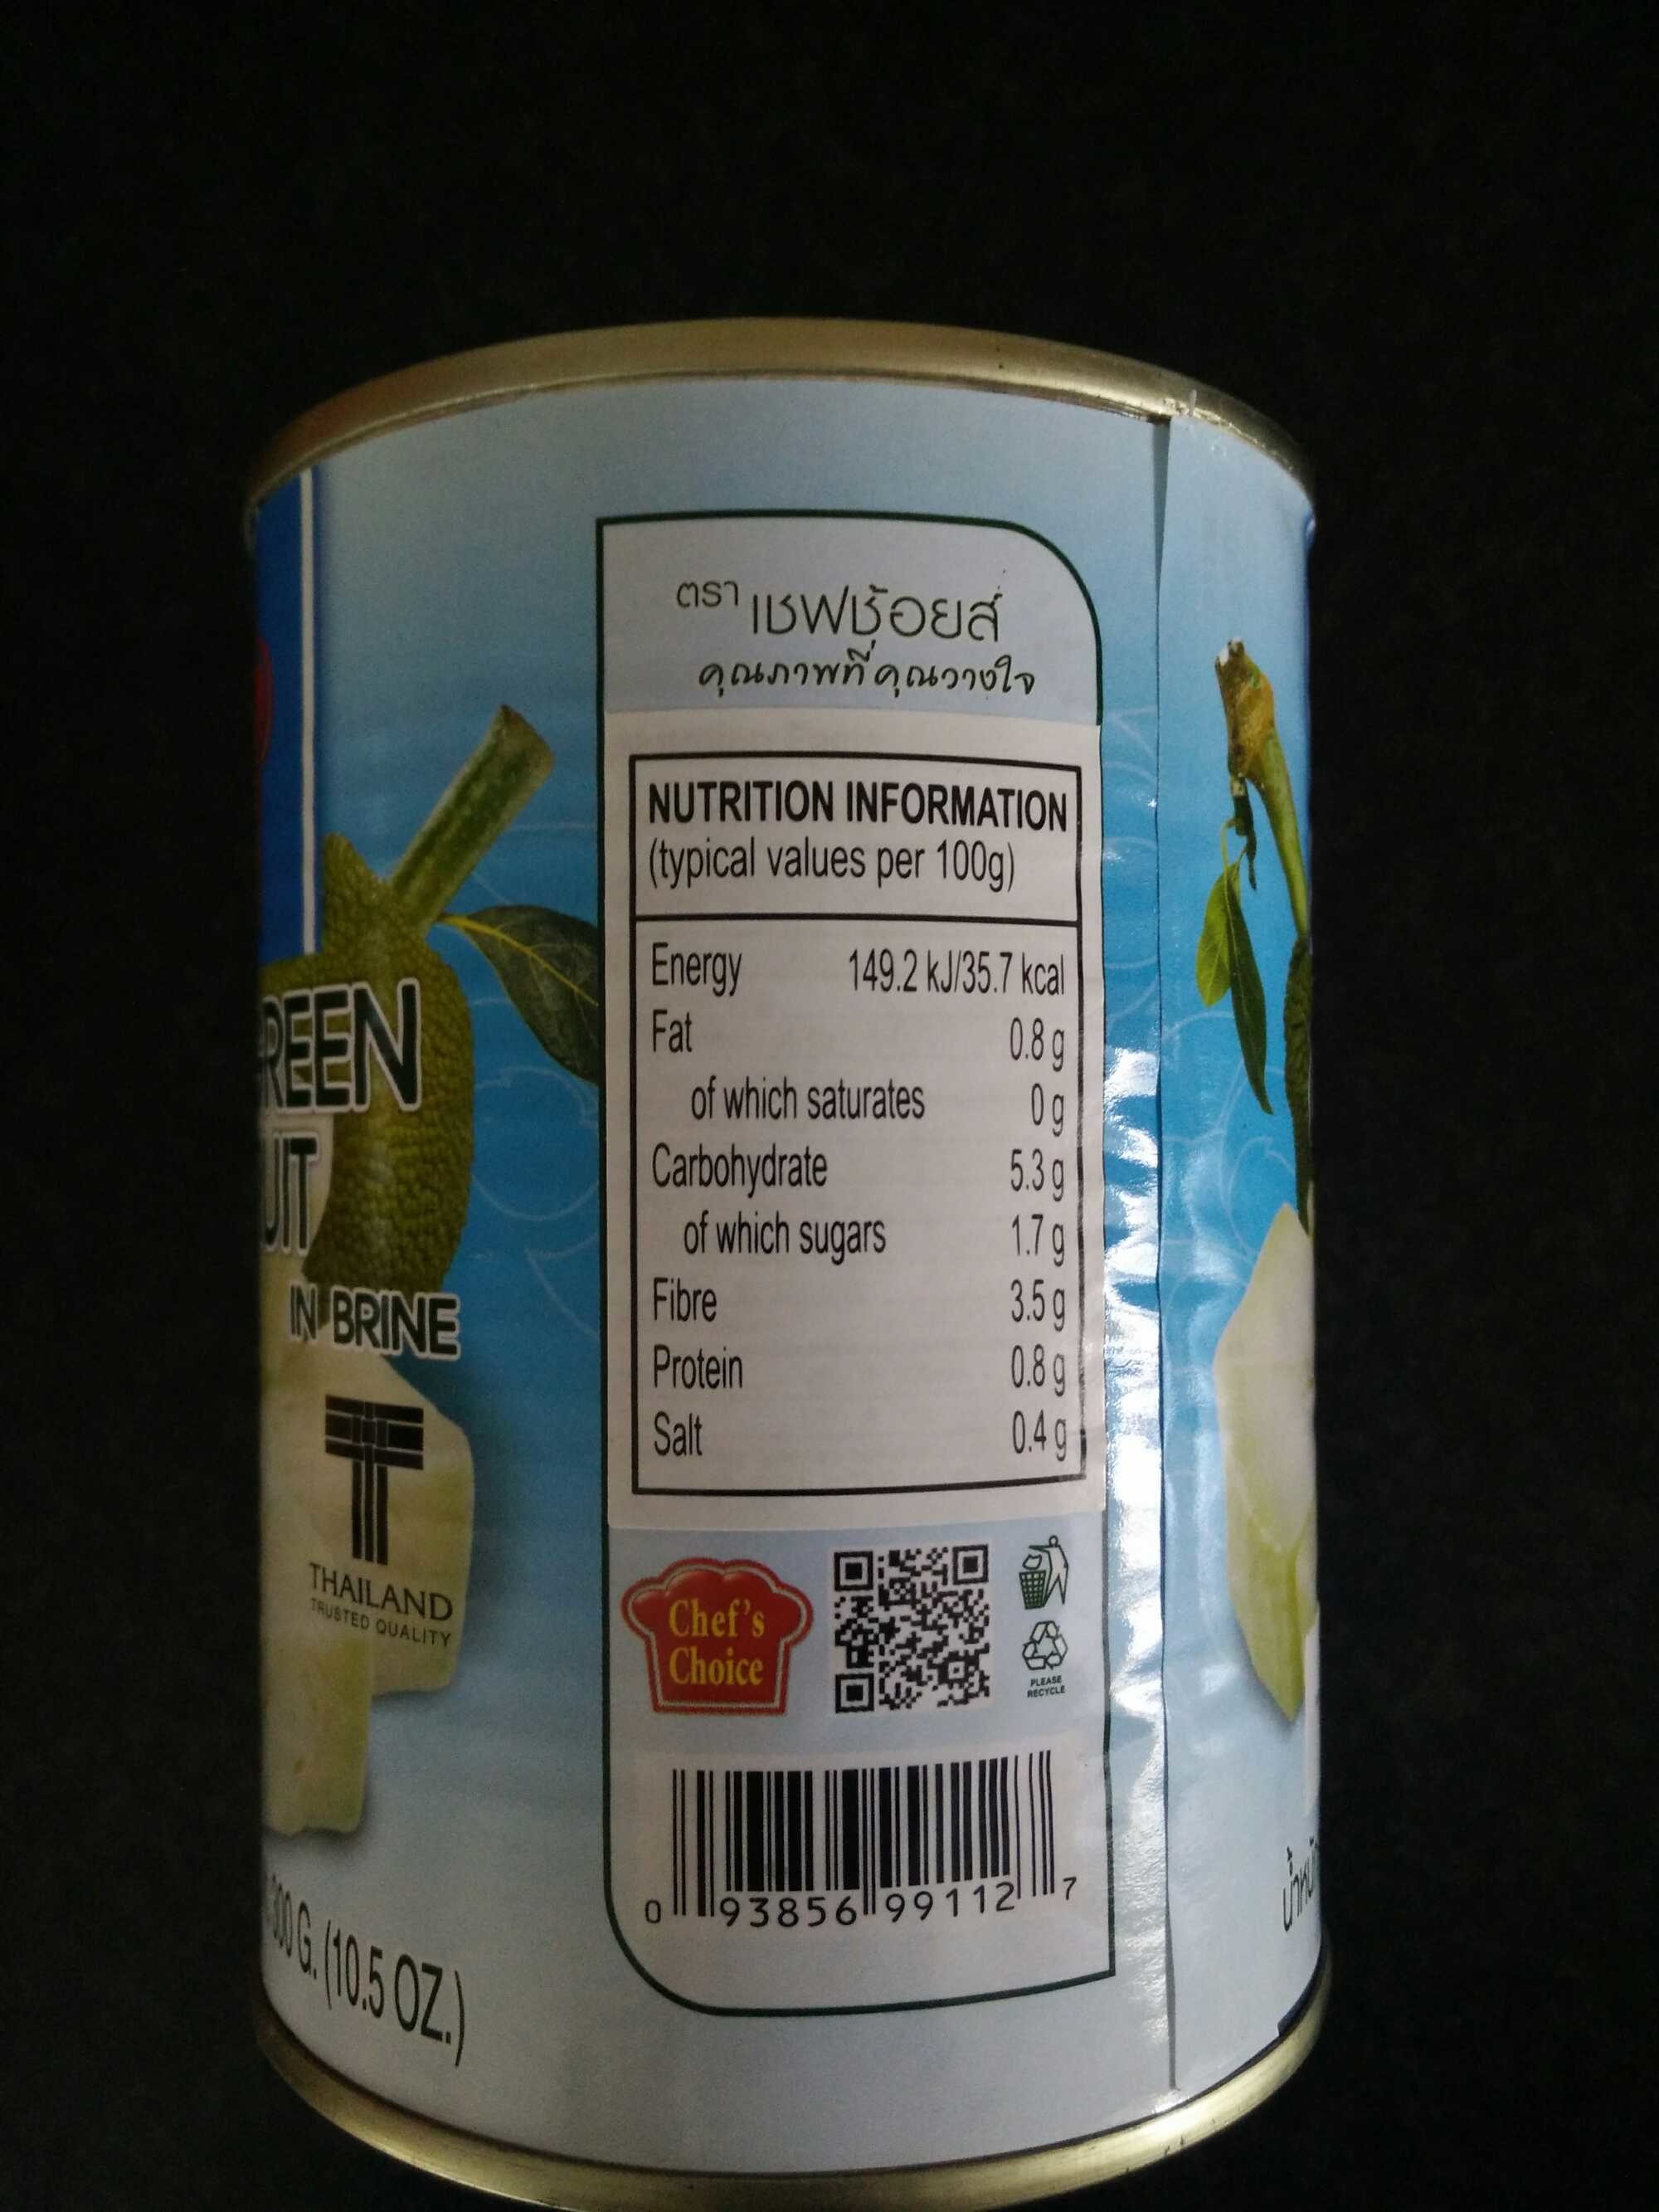 ตรา เชฟช้อยส์
คุณภาพที่คุณวางใจ
NUTRITION INFORMATION
(typical values per 100g)
Energy 149.2 kJ/35.7 kcal
Fat 0.8 g
of which saturates 0 g
Carbohydrate 5.3 g
of which sugars 1.7 g
Fibre 3.5 g
Protein 0.8 g
Salt 0.4 g
Chef's
Choice
PLEASE
RECYCLE
0 93856 99112 7
IN BRINE
THAILAND
TRUSTED QUALITY
300 G. (10.5 OZ.)